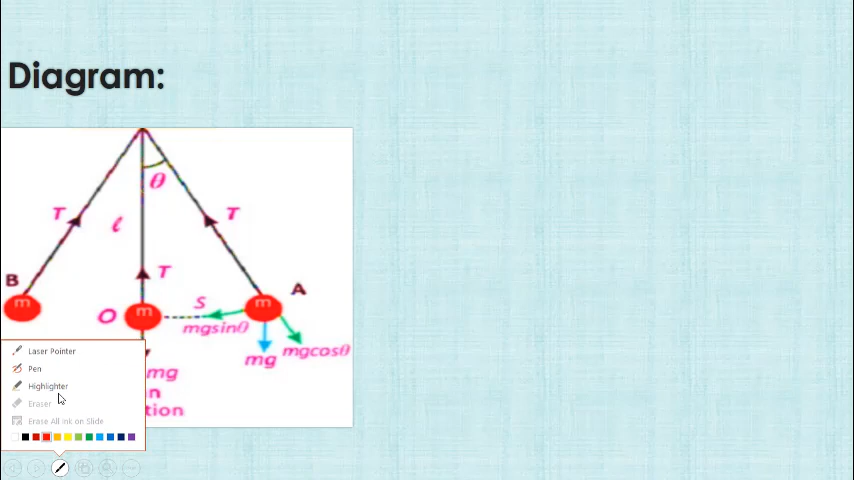 Diagram:
θ
T
T
ℓ
B
T
A
m
O
m
S
m
mgsinθ
mg
mgcosθ
mg
n
tion
Laser Pointer
Pen
Highlighter
Eraser
Erase All Ink on Slide